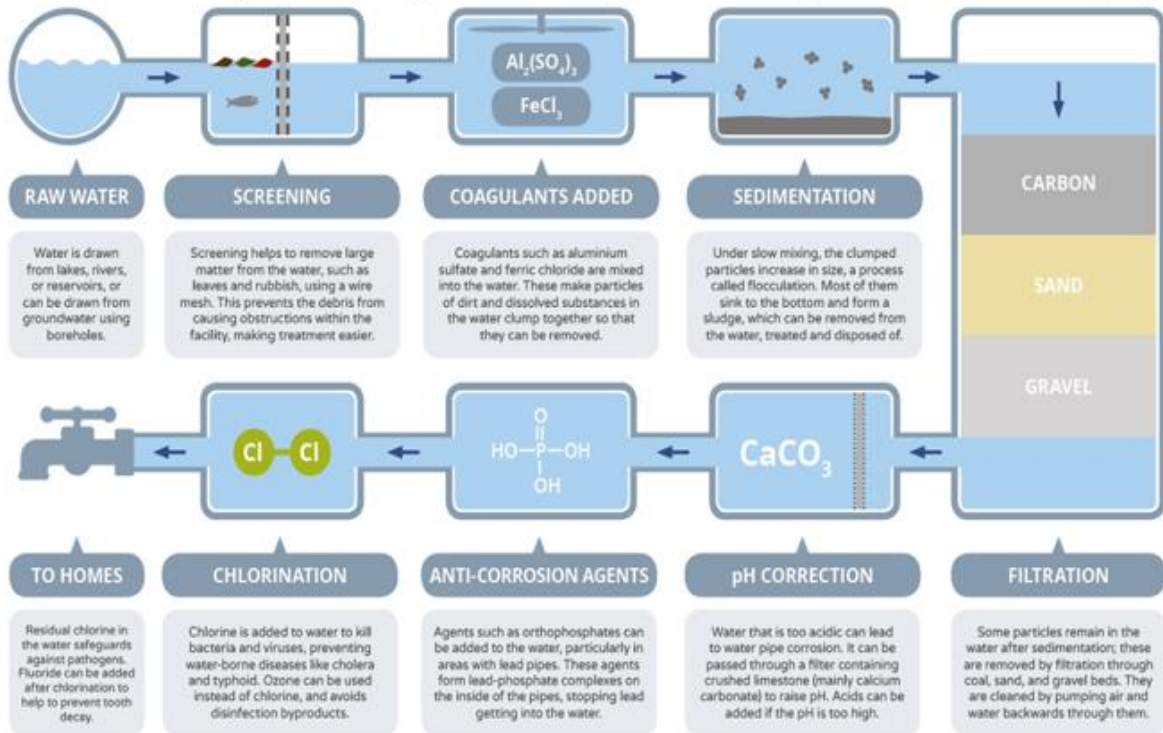 Al₂(SO₄)₃
FeCl₃
CARBON
SAND
GRAVEL
RAW WATER
Water is drawn
from lakes, rivers,
or reservoirs, or
can be drawn from
groundwater using
boreholes.
SCREENING
Screening helps to remove large
matter from the water, such as
leaves and rubbish, using a wire
mesh. This prevents the debris from
causing obstructions within the
facility, making treatment easier.
COAGULANTS ADDED
Coagulants such as aluminium
sulfate and ferric chloride are mixed
into the water. These make particles
of dirt and dissolved substances in
the water clump together so that
they can be removed.
SEDIMENTATION
Under slow mixing, the clumped
particles increase in size, a process
called flocculation. Most of them
sink to the bottom and form a
sludge, which can be removed from
the water, treated and disposed of.
Cl Cl
O
HO P OH
OH
CaCO₃
TO HOMES
Residual chlorine in
the water safeguards
against pathogens.
Fluoride can be added
after chlorination to
help to prevent tooth
decay.
CHLORINATION
Chlorine is added to water to kill
bacteria and viruses, preventing
water-borne diseases like cholera
and typhoid. Ozone can be used
instead of chlorine, and avoids
disinfection byproducts.
ANTI-CORROSION AGENTS
Agents such as orthophosphates can
be added to the water, particularly in
areas with lead pipes. These agents
form lead-phosphate complexes on
the inside of the pipes, stopping lead
getting into the water.
pH CORRECTION
Water that is too acidic can lead
to water pipe corrosion. It can be
passed through a filter containing
crushed limestone (mainly calcium
carbonate) to raise pH. Acids can be
added if the pH is too high.
FILTRATION
Some particles remain in the
water after sedimentation; these
are removed by filtration through
coal, sand, and gravel beds. They
are cleaned by pumping air and
water backwards through them.